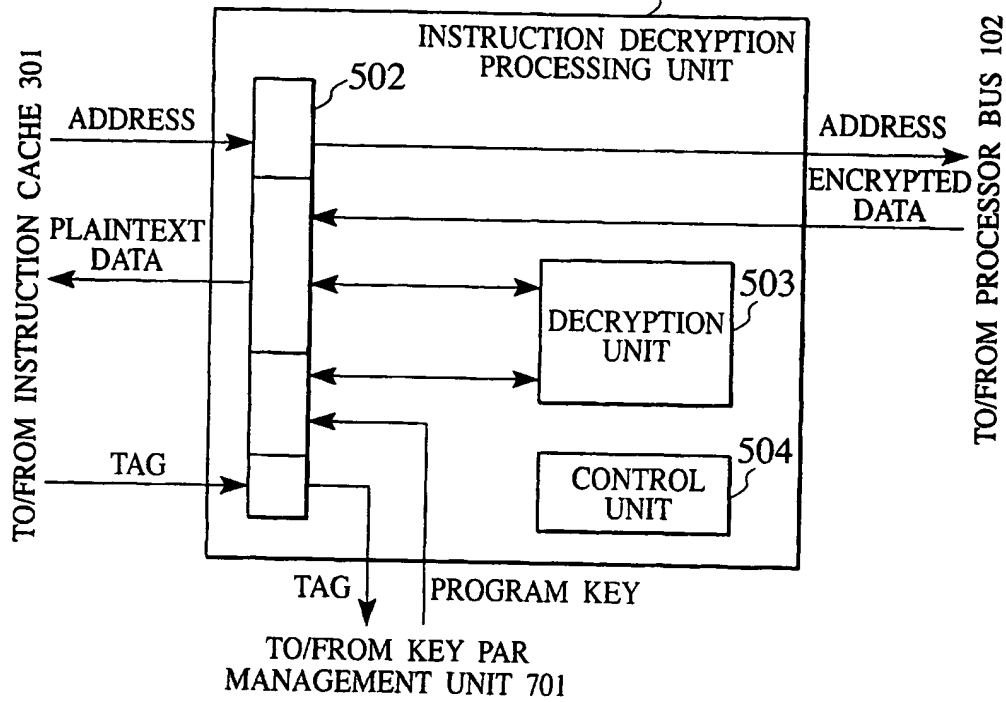 INSTRUCTION DECRYPTION
PROCESSING UNIT
502
TO/FROM INSTRUCTION CACHE 301
ADDRESS
ADDRESS
ENCRYPTED
DATA
PLAINTEXT
DATA
503
DECRYPTION
UNIT
TO/FROM PROCESSOR BUS 102
504
CONTROL
UNIT
TAG
TAG
PROGRAM KEY
TO/FROM KEY PAR
MANAGEMENT UNIT 701